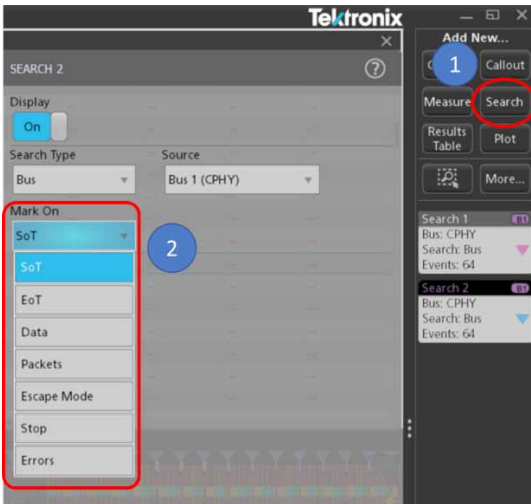 Tektronix
Add New...
C
1
Callout
Measure
Search
Results
Table
Plot
More...
SEARCH 2
?
Display
On
Search Type
Source
Bus
Bus 1 (CPHY)
Mark On
SoT
2
SoT
EoT
Data
Packets
Escape Mode
Stop
Errors
Search 1
B1
Bus: CPHY
Search: Bus
Events: 64
Search 2
B1
Bus: CPHY
Search: Bus
Events: 64